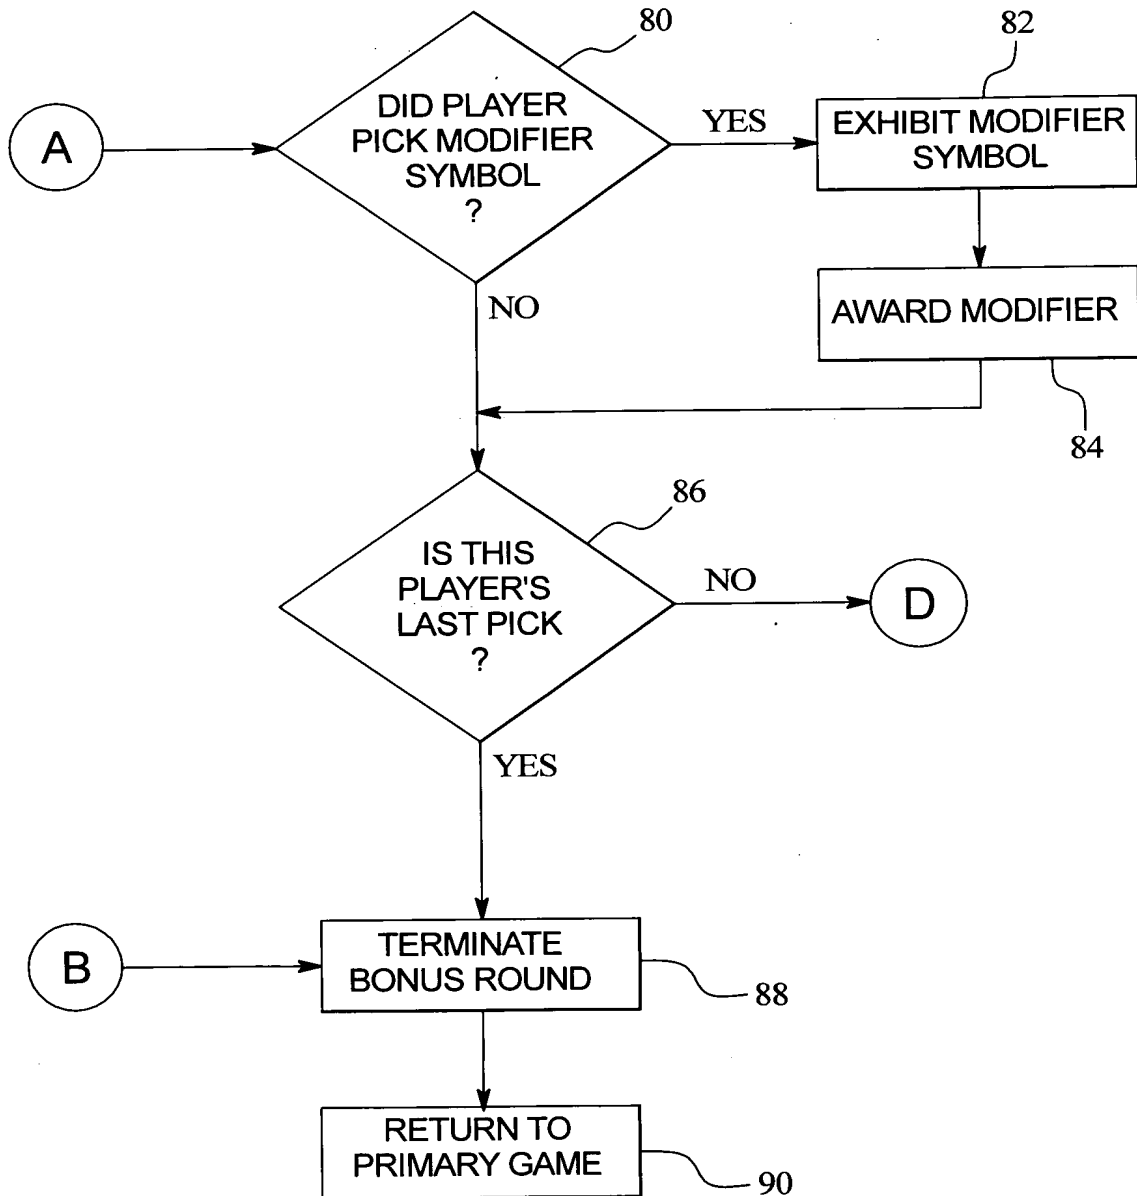 80
82
A
DID PLAYER
PICK MODIFIER
SYMBOL
?
YES
EXHIBIT MODIFIER
SYMBOL
NO
AWARD MODIFIER
84
86
IS THIS
PLAYER'S
LAST PICK
?
NO
D
YES
B
TERMINATE
BONUS ROUND
88
RETURN TO
PRIMARY GAME
90